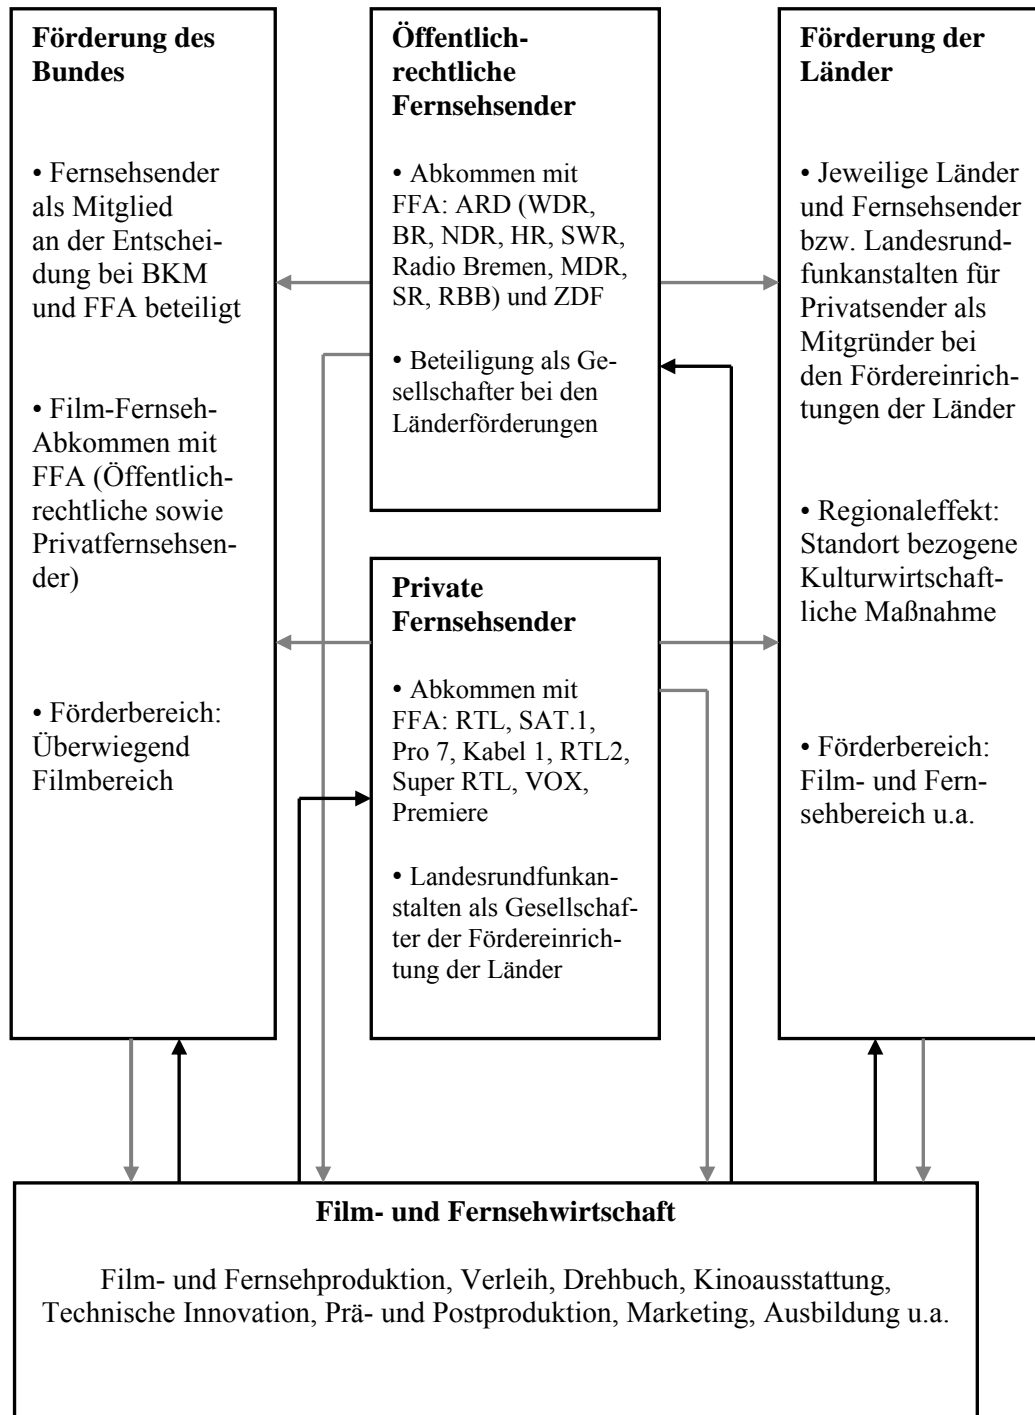 Förderung des
Bundes
• Fernsehsender
als Mitglied
an der Entschei-
dung bei BKM
und FFA beteiligt
• Film-Fernseh-
Abkommen mit
FFA (Öffentlich-
rechtliche sowie
Privatfernsehsen-
der)
• Förderbereich:
Überwiegend
Filmbereich
Öffentlich-
rechtliche
Fernsehsender
• Abkommen mit
FFA: ARD (WDR,
BR, NDR, HR, SWR,
Radio Bremen, MDR,
SR, RBB) und ZDF
• Beteiligung als Ge-
sellschafter bei den
Länderförderungen
Private
Fernsehsender
• Abkommen mit
FFA: RTL, SAT.1,
Pro 7, Kabel 1, RTL2,
Super RTL, VOX,
Premiere
• Landesrundfunkan-
stalten als Gesellschaf-
ter der Fördereinrich-
tung der Länder
Förderung der
Länder
• Jeweilige Länder
und Fernsehsender
bzw. Landesrund-
funkanstalten für
Privatsender als
Mitgründer bei
den Fördereinrich-
tungen der Länder
• Regionaleffekt:
Standort bezogene
Kulturwirtschaft-
liche Maßnahme
• Förderbereich:
Film- und Fern-
sehbereich u.a.
Film- und Fernsehwirtschaft
Film- und Fernsehproduktion, Verleih, Drehbuch, Kinoausstattung,
Technische Innovation, Prä- und Postproduktion, Marketing, Ausbildung u.a.